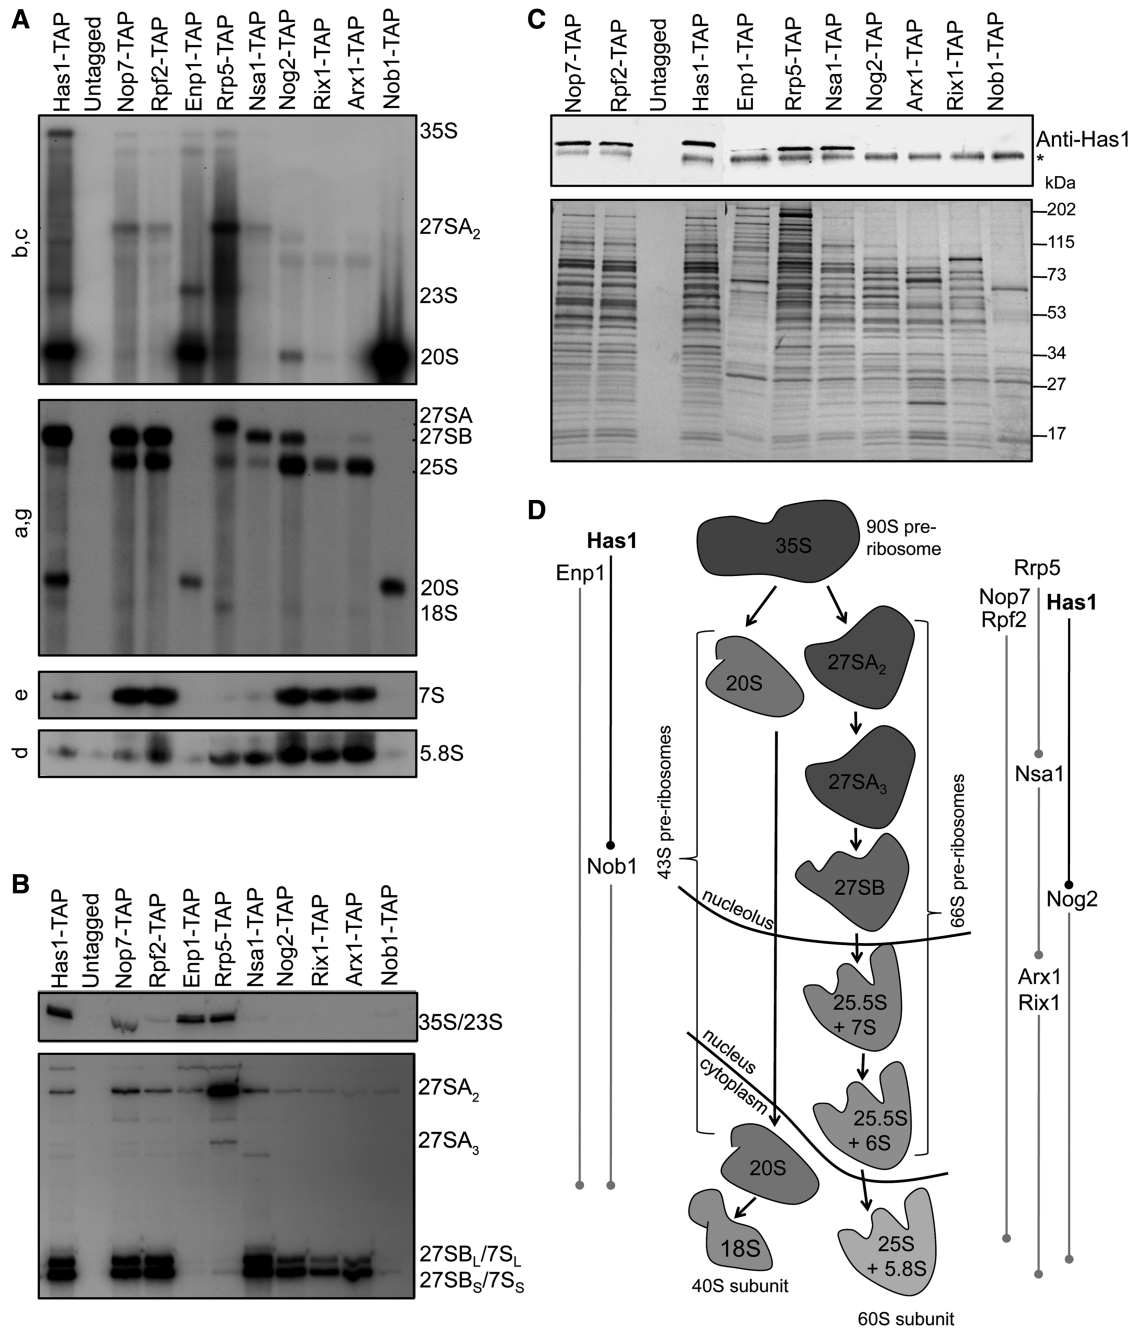 A
Has1-TAP
Untagged
Nop7-TAP
Rpf2-TAP
Enp1-TAP
Rrp5-TAP
Nsa1-TAP
Nog2-TAP
Rix1-TAP
Arx1-TAP
Nob1-TAP
b,c
35S
27SA2
23S
20S
a,g
27SA
27SB
25S
20S
18S
e
7S
d
5.8S
B
Has1-TAP
Untagged
Nop7-TAP
Rpf2-TAP
Enp1-TAP
Rrp5-TAP
Nsa1-TAP
Nog2-TAP
Rix1-TAP
Arx1-TAP
Nob1-TAP
35S/23S
27SA2
27SA3
27SBL/7SL
27SBS/7SS
C
Nop7-TAP
Rpf2-TAP
Untagged
Has1-TAP
Enp1-TAP
Rrp5-TAP
Nsa1-TAP
Nog2-TAP
Arx1-TAP
Rix1-TAP
Nob1-TAP
Anti-Has1
*
kDa
202
115
73
53
34
27
17
D
Has1
Enp1
Nob1
35S
90S pre-
ribosome
20S
27SA2
27SA3
27SB
43S pre-ribosomes
66S pre-ribosomes
nucleolus
25.5S
+ 7S
nucleus
cytoplasm
25.5S
+ 6S
20S
18S
40S subunit
25S
+ 5.8S
60S subunit
Rrp5
Nop7
Rpf2
Has1
Nsa1
Nog2
Arx1
Rix1